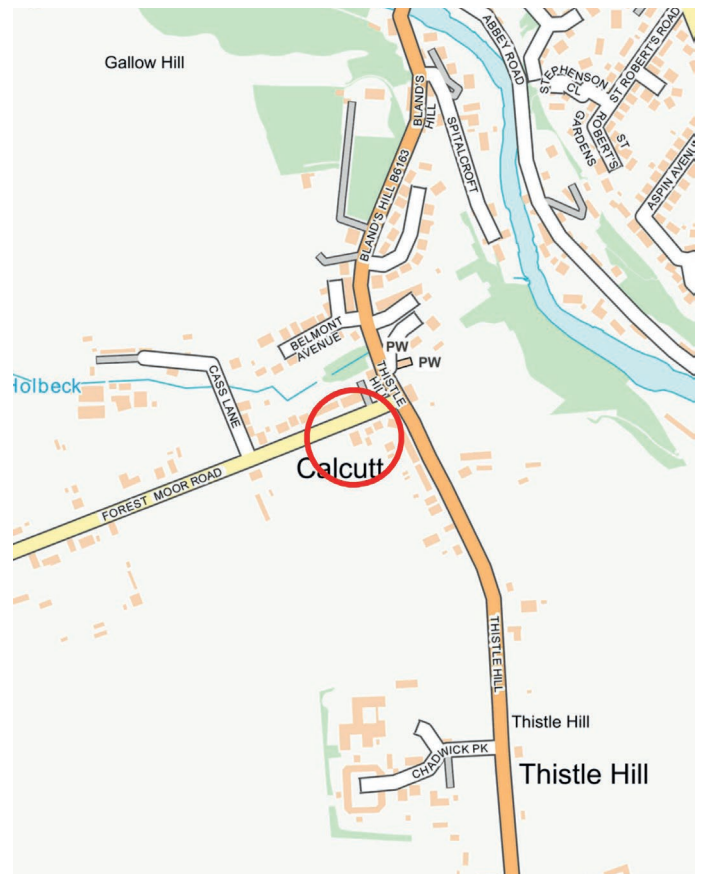 Gallow Hill
BLAND'S
HILL
ABBEY ROAD
STEPHENSON
CL
ST ROBERT'S ROAD
ST
ROBERT'S
GARDENS
SPITALCROFT
ASPIN AVENUE
BLAND'S HILL B6163
BELMONT
AVENUE
PW
PW
THISTLE
HILL
Holbeck
CASS LANE
Calcutt
FOREST MOOR ROAD
THISTLE HILL
Thistle Hill
CHADWICK PK
Thistle Hill